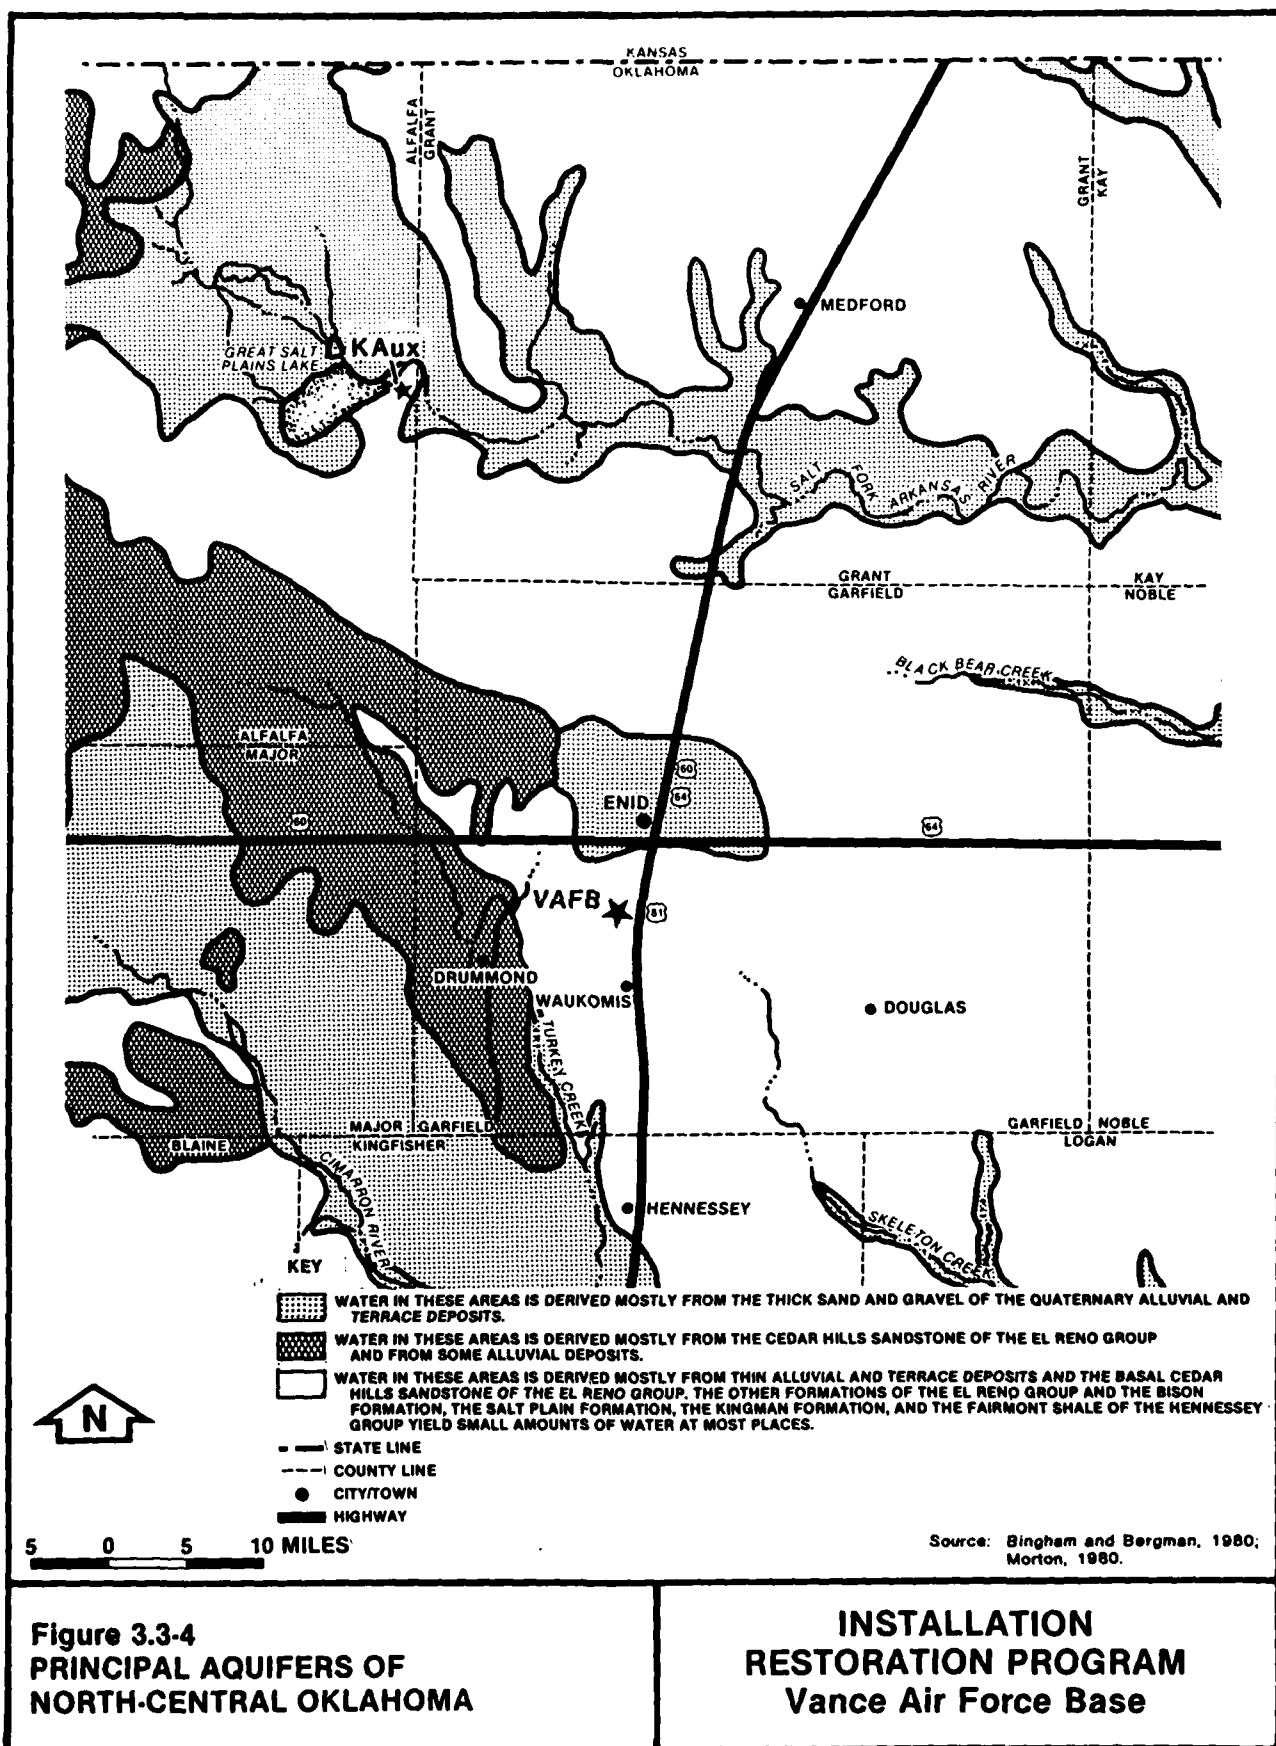 KANSAS
OKLAHOMA
ALFALFA
GRANT
GRANT
KAY
MEDFORD
GREAT SALT
PLAINS LAKE
KAux
SALT FORK ARKANSAS RIVER
GRANT
GARFIELD
KAY
NOBLE
BLACK BEAR CREEK
ALFALFA
MAJOR
60
64
ENID
60
64
VAFB
81
DRUMMOND
WAUKOMIS
DOUGLAS
TURKEY CREEK
MAJOR GARFIELD
KINGFISHER
GARFIELD NOBLE
LOGAN
BLAINE
CIMARRON RIVER
HENNESSEY
SKELETON CREEK
KEY
WATER IN THESE AREAS IS DERIVED MOSTLY FROM THE THICK SAND AND GRAVEL OF THE QUATERNARY ALLUVIAL AND
TERRACE DEPOSITS.
WATER IN THESE AREAS IS DERIVED MOSTLY FROM THE CEDAR HILLS SANDSTONE OF THE EL RENO GROUP
AND FROM SOME ALLUVIAL DEPOSITS.
WATER IN THESE AREAS IS DERIVED MOSTLY FROM THIN ALLUVIAL AND TERRACE DEPOSITS AND THE BASAL CEDAR
HILLS SANDSTONE OF THE EL RENO GROUP. THE OTHER FORMATIONS OF THE EL RENO GROUP AND THE BISON
FORMATION, THE SALT PLAIN FORMATION, THE KINGMAN FORMATION, AND THE FAIRMONT SHALE OF THE HENNESSEY
GROUP YIELD SMALL AMOUNTS OF WATER AT MOST PLACES.
N
STATE LINE
COUNTY LINE
CITY/TOWN
HIGHWAY
5 0 5 10 MILES
Source: Bingham and Bergman, 1980;
Morton, 1980.
Figure 3.3-4
PRINCIPAL AQUIFERS OF
NORTH-CENTRAL OKLAHOMA
INSTALLATION
RESTORATION PROGRAM
Vance Air Force Base